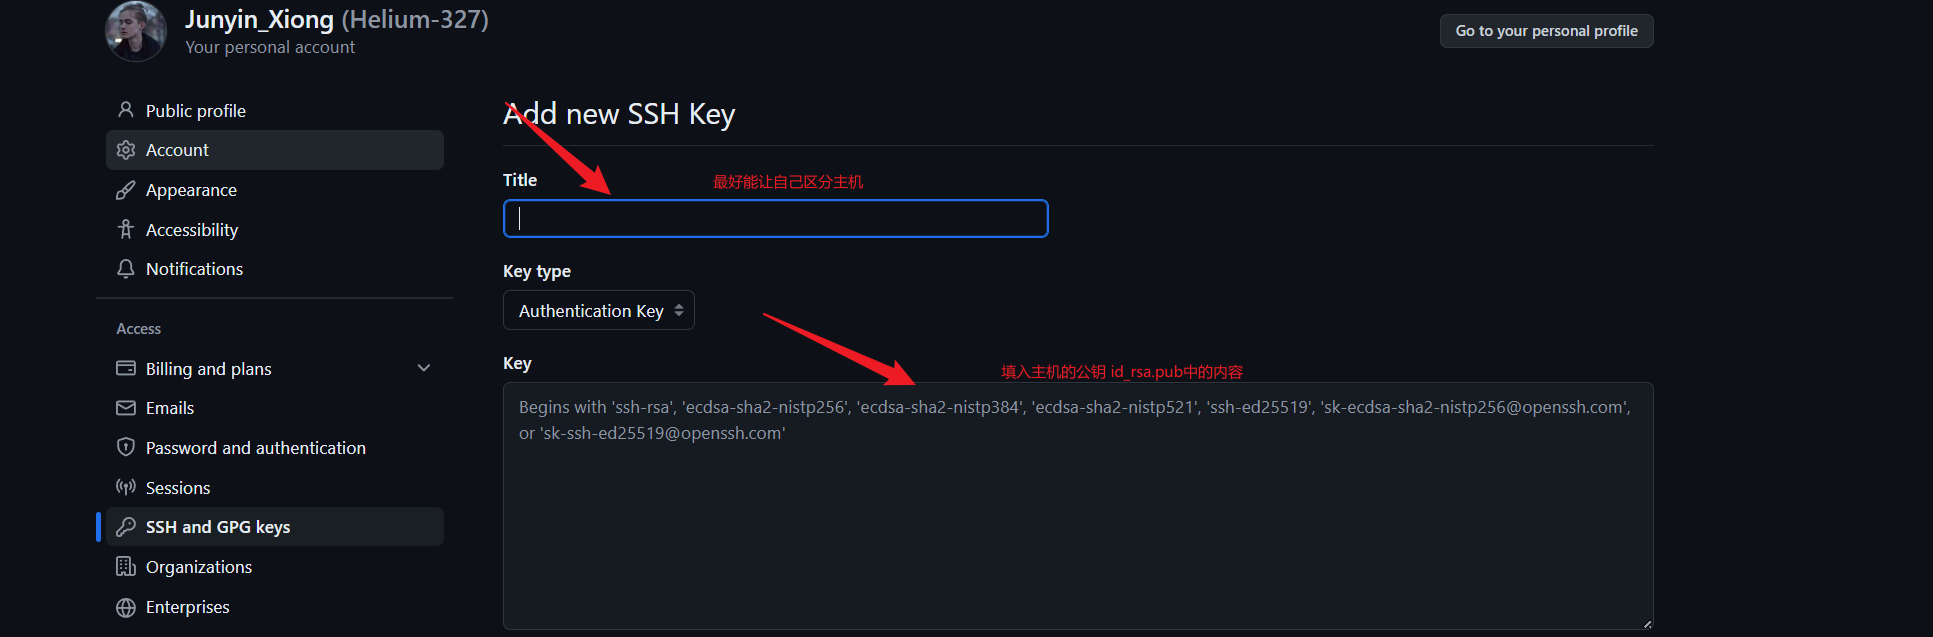 Junyin_Xiong (Helium-327)
Your personal account
Go to your personal profile
Public profile
Account
Appearance
Accessibility
Notifications
Access
Billing and plans
Emails
Password and authentication
Sessions
SSH and GPG keys
Organizations
Enterprises
Add new SSH Key
Title
最好能让自己区分主机
Key type
Authentication Key
Key
填入主机的公钥 id_rsa.pub中的内容
Begins with 'ssh-rsa', 'ecdsa-sha2-nistp256', 'ecdsa-sha2-nistp384', 'ecdsa-sha2-nistp521', 'ssh-ed25519', 'sk-ecdsa-sha2-nistp256@openssh.com',
or 'sk-ssh-ed25519@openssh.com'